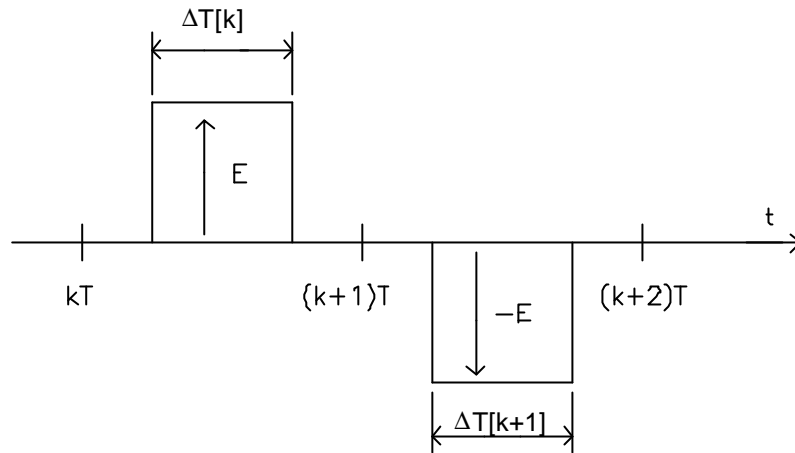 ΔT[k]
E
t
kT
(k+1)T
(k+2)T
−E
ΔT[k+1]